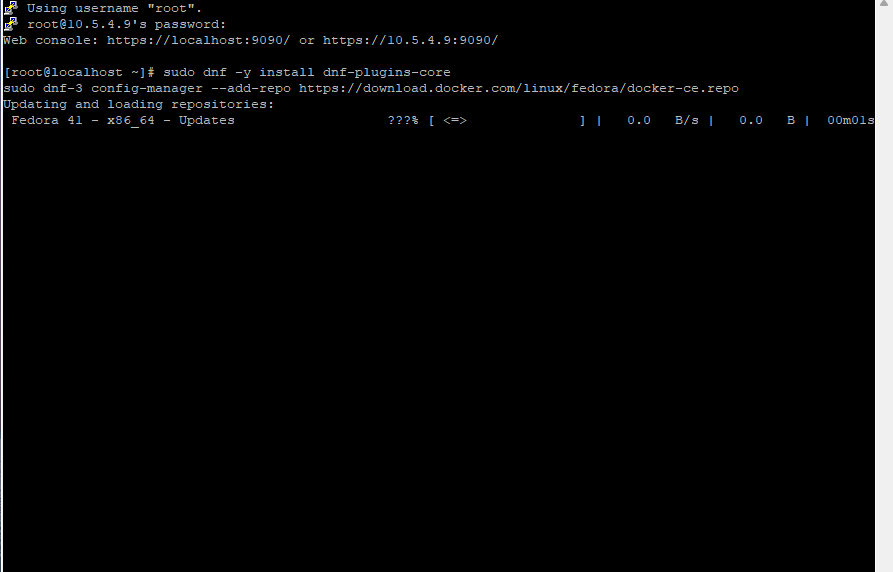 Using username "root".
root@10.5.4.9's password:
Web console: https://localhost:9090/ or https://10.5.4.9:9090/
[root@localhost ~]# sudo dnf -y install dnf-plugins-core
sudo dnf-3 config-manager --add-repo https://download.docker.com/linux/fedora/docker-ce.repo
Updating and loading repositories:
Fedora 41 - x86_64 - Updates ???% [ <=> ] | 0.0 B/s | 0.0 B | 00m01s